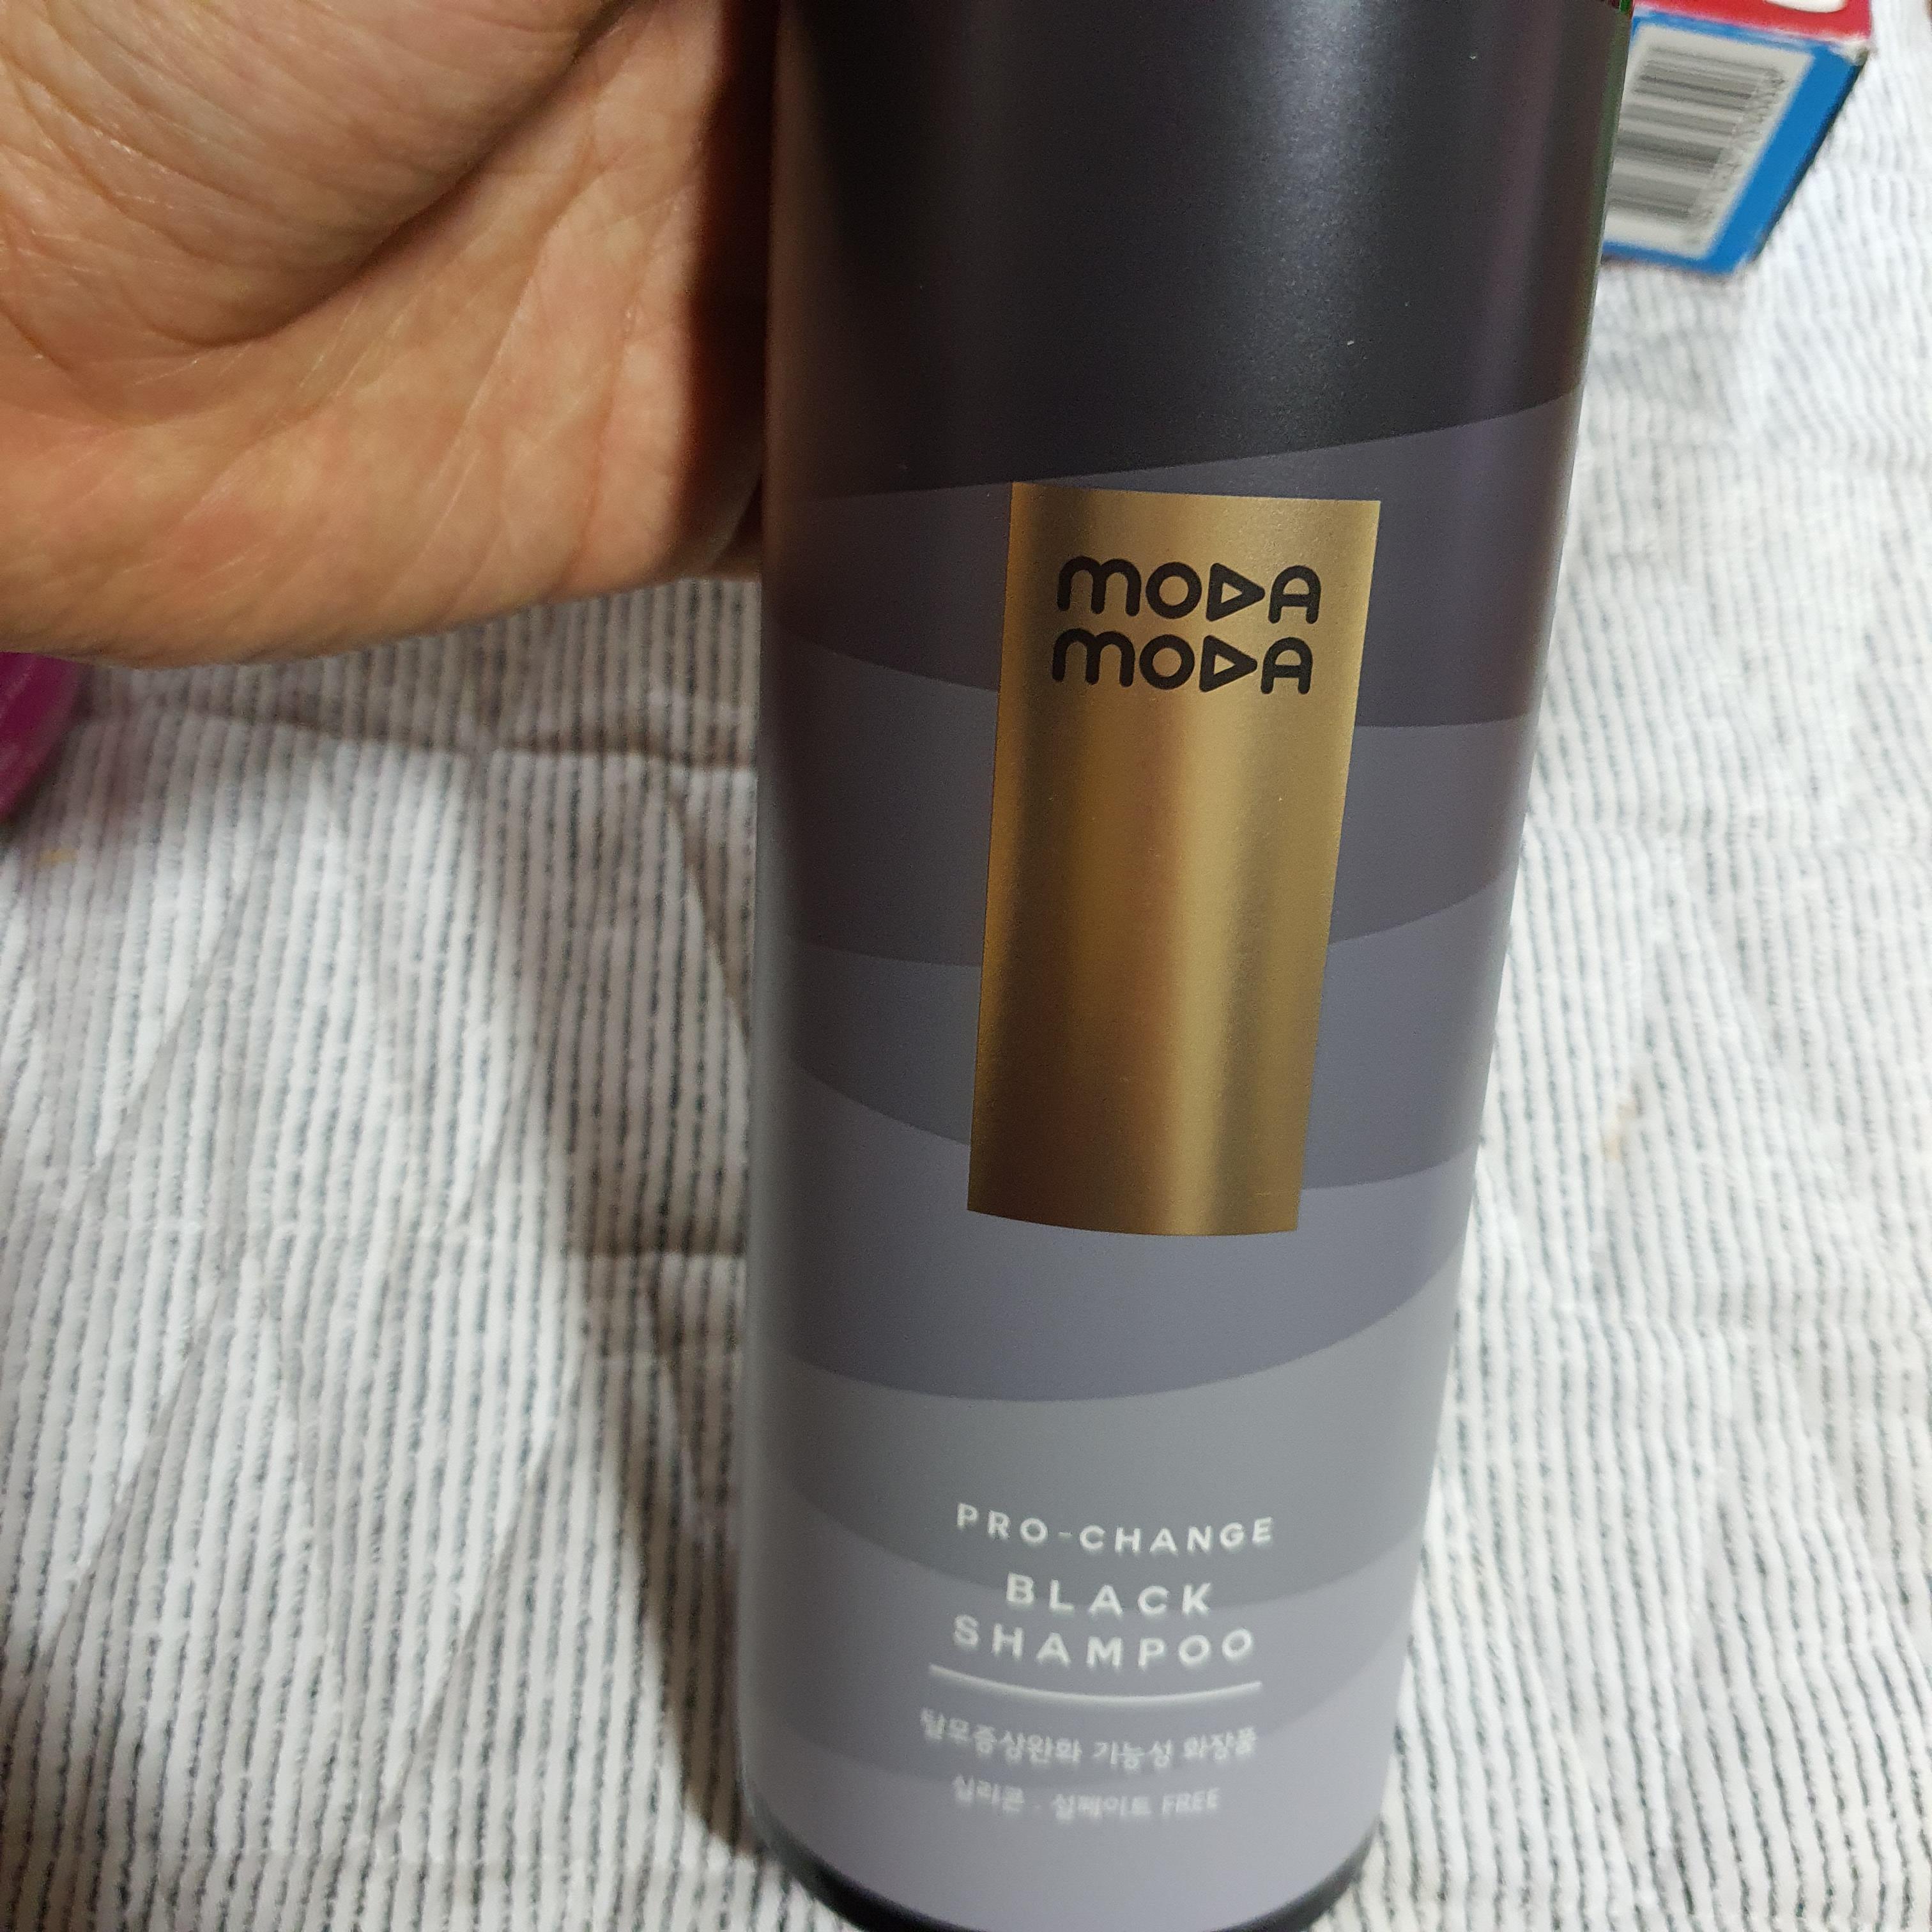 MODA
MODA
PRO-CHANGE
BLACK
SHAMPOO
탈모증상완화 기능성 화장품
실리콘 · 설페이트 FREE